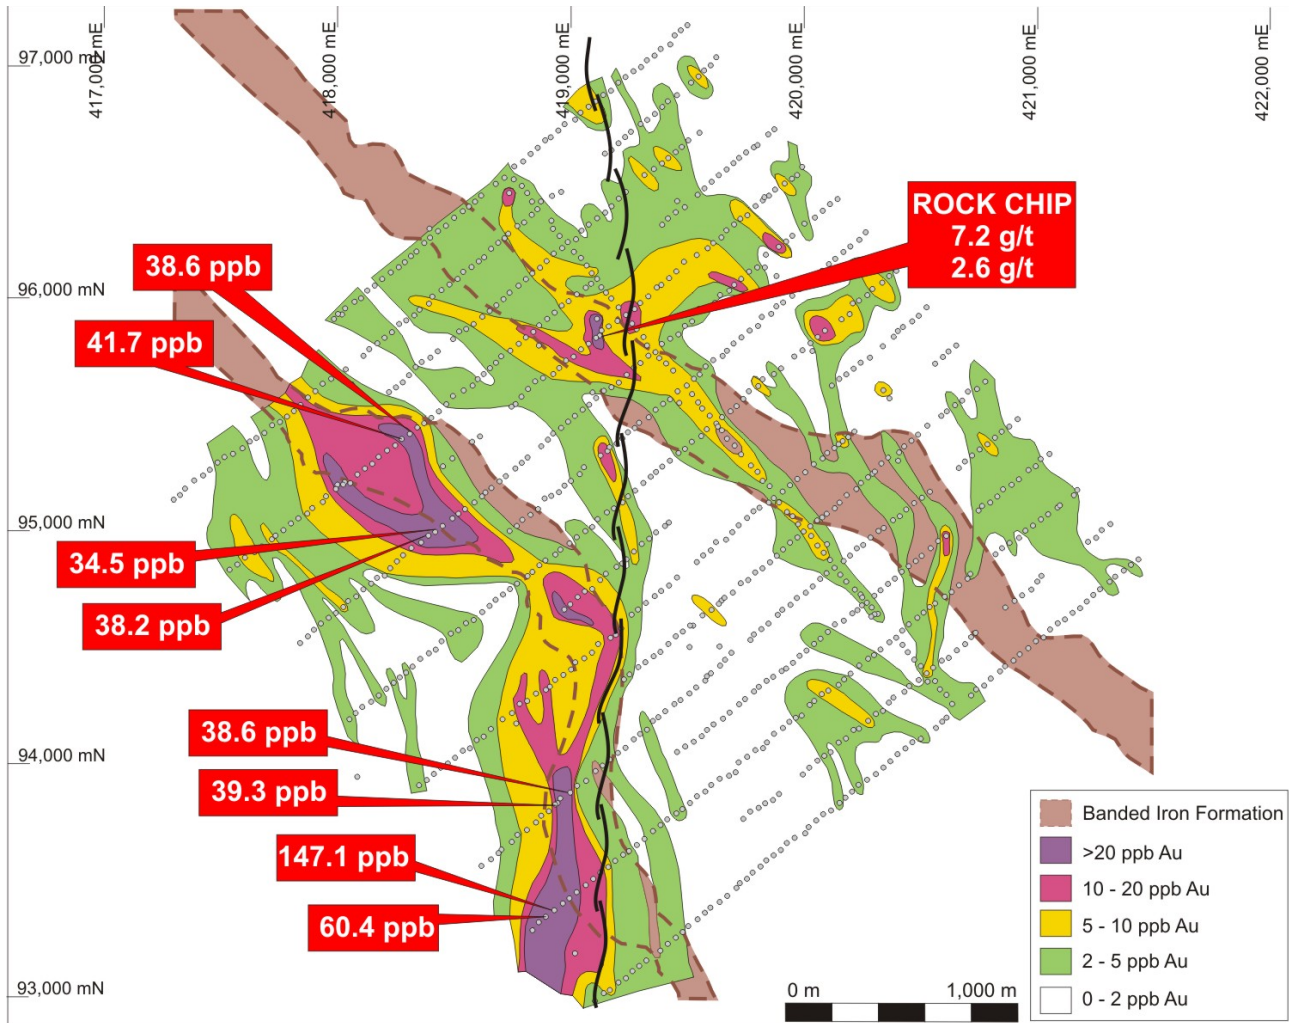 417,000 mE
418,000 mE
419,000 mE
420,000 mE
421,000 mE
422,000 mE
97,000 mN
ROCK CHIP
7.2 g/t
2.6 g/t
38.6 ppb
96,000 mN
41.7 ppb
95,000 mN
34.5 ppb
38.2 ppb
38.6 ppb
94,000 mN
39.3 ppb
147.1 ppb
60.4 ppb
93,000 mN
0 m
1,000 m
Banded Iron Formation
>20 ppb Au
10 - 20 ppb Au
5 - 10 ppb Au
2 - 5 ppb Au
0 - 2 ppb Au